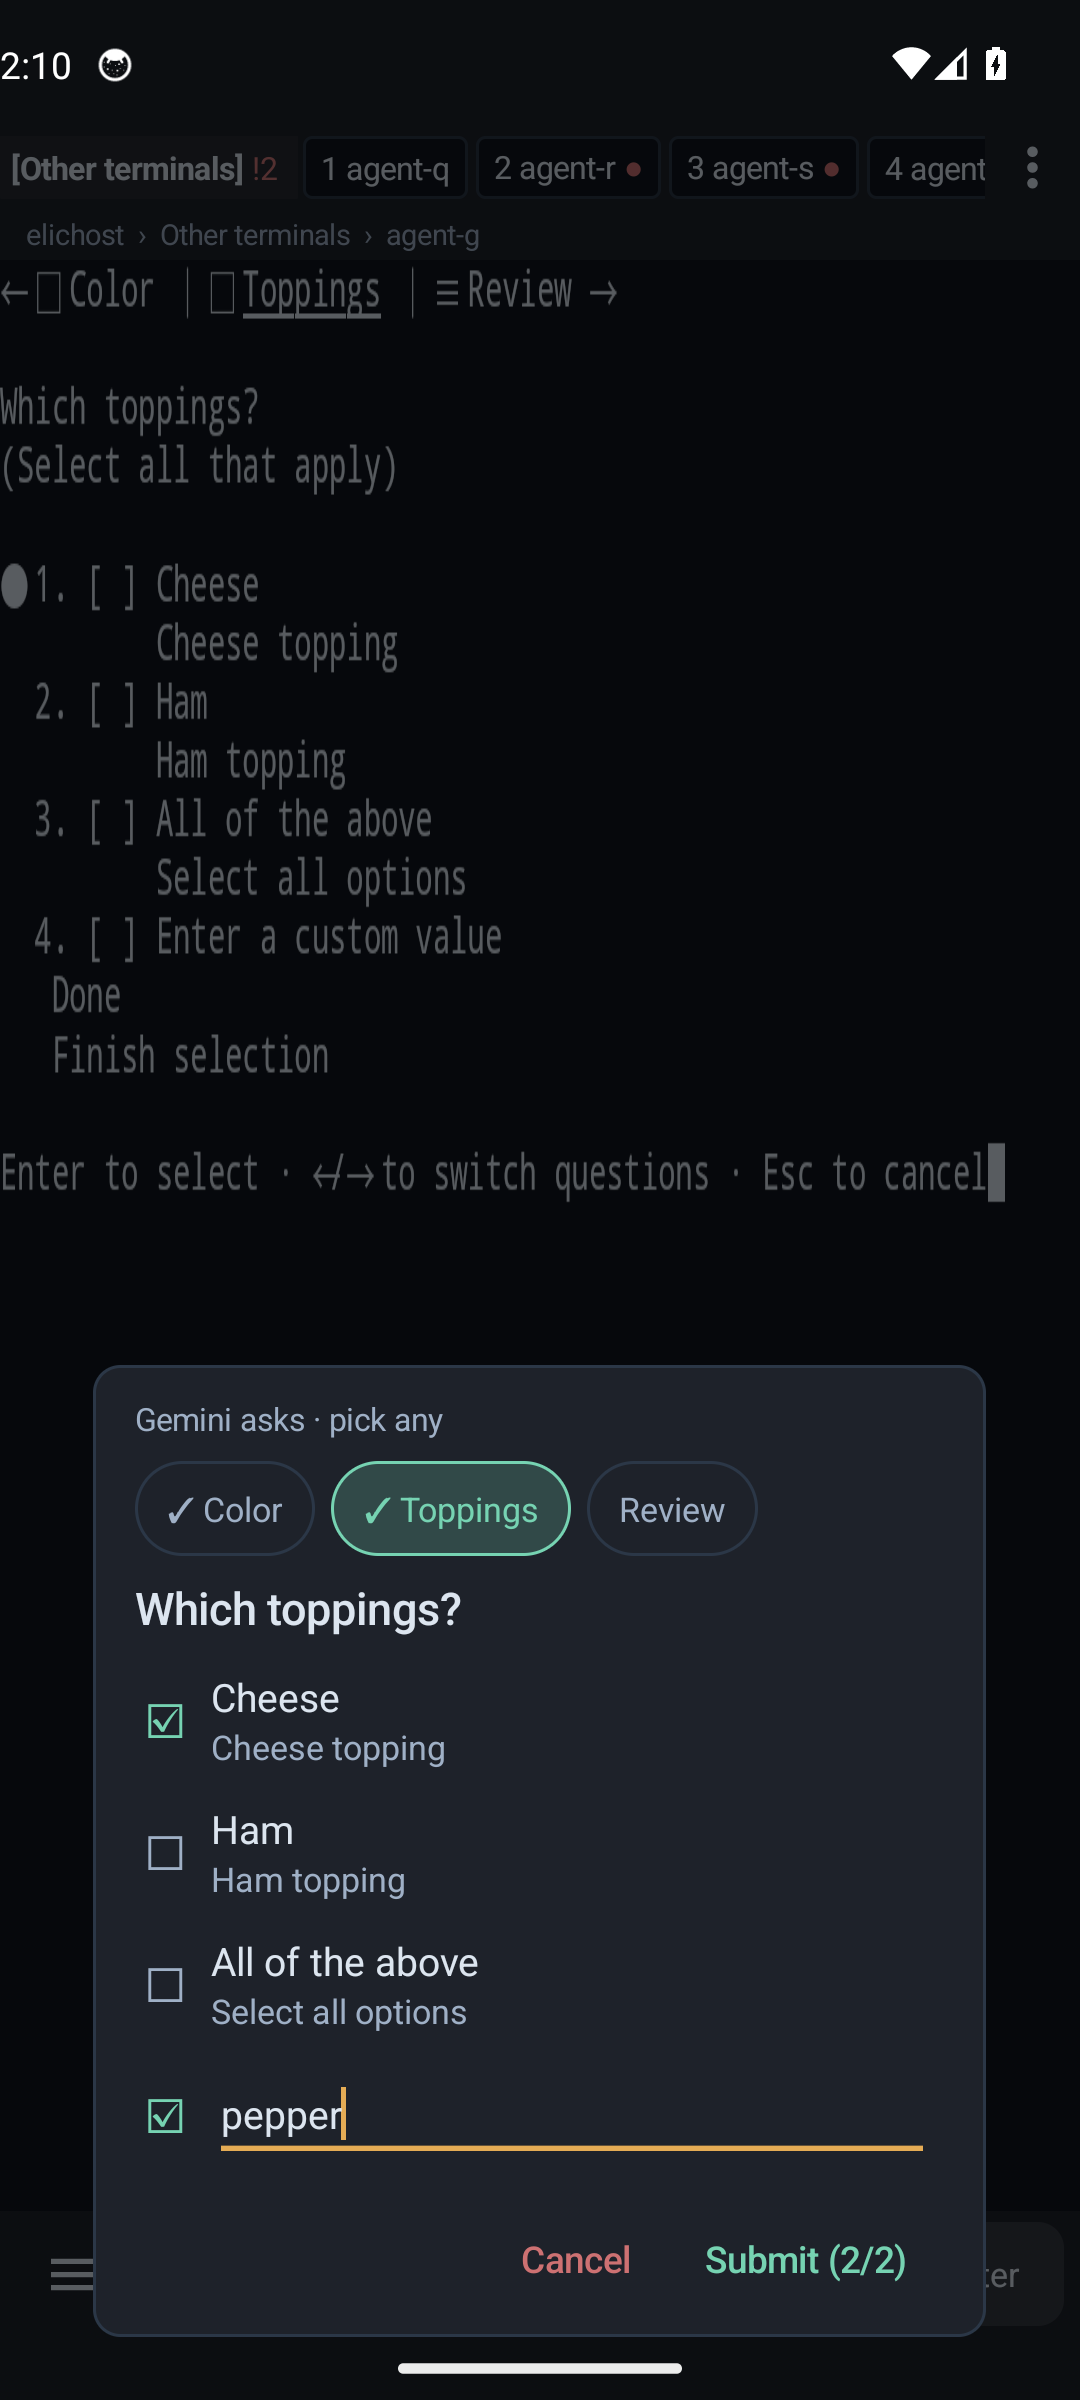 2:10
[Other terminals] !2 1 agent-q 2 agent-r 3 agent-s 4 agent
elichost › Other terminals › agent-g
← Color | Toppings | ≡ Review →
Which toppings?
(Select all that apply)
● 1. [ ] Cheese
Cheese topping
2. [ ] Ham
Ham topping
3. [ ] All of the above
Select all options
4. [ ] Enter a custom value
Done
Finish selection
Enter to select · ←/→ to switch questions · Esc to cancel
Gemini asks · pick any
✓ Color ✓ Toppings Review
Which toppings?
Cheese
Cheese topping
Ham
Ham topping
All of the above
Select all options
pepper
Cancel Submit (2/2)